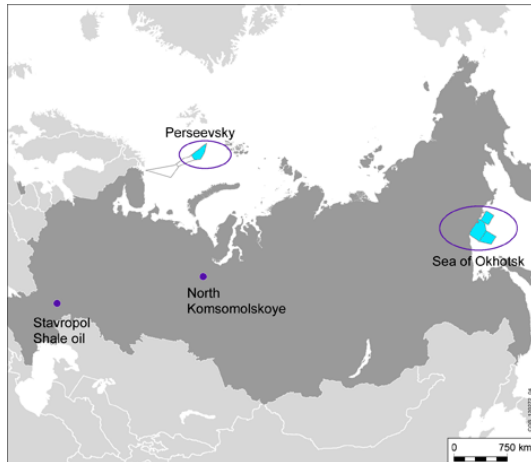 Perseevsky
Sea of Okhotsk
North
Komsomolskoye
Stavropol
Shale oil
0 750 km